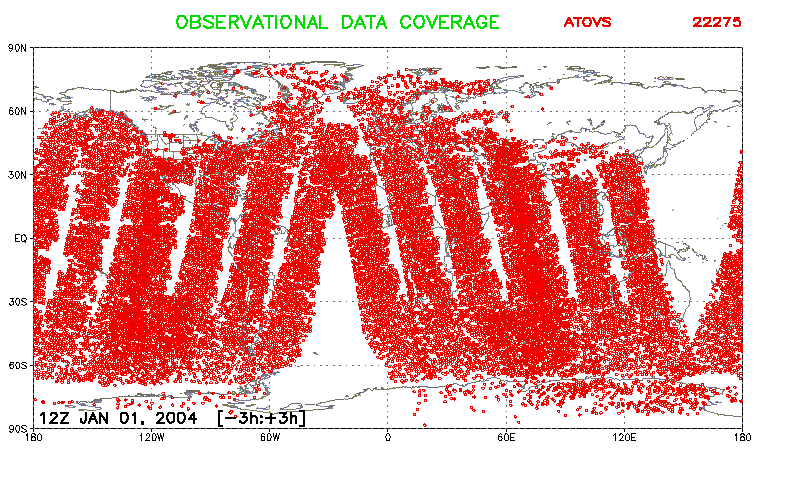 OBSERVATIONAL DATA COVERAGE ATOVS 22275
90N
60N
30N
EQ
30S
60S
90S
12Z JAN 01, 2004 [-3h:+3h]
180 120W 60W 0 60E 120E 180